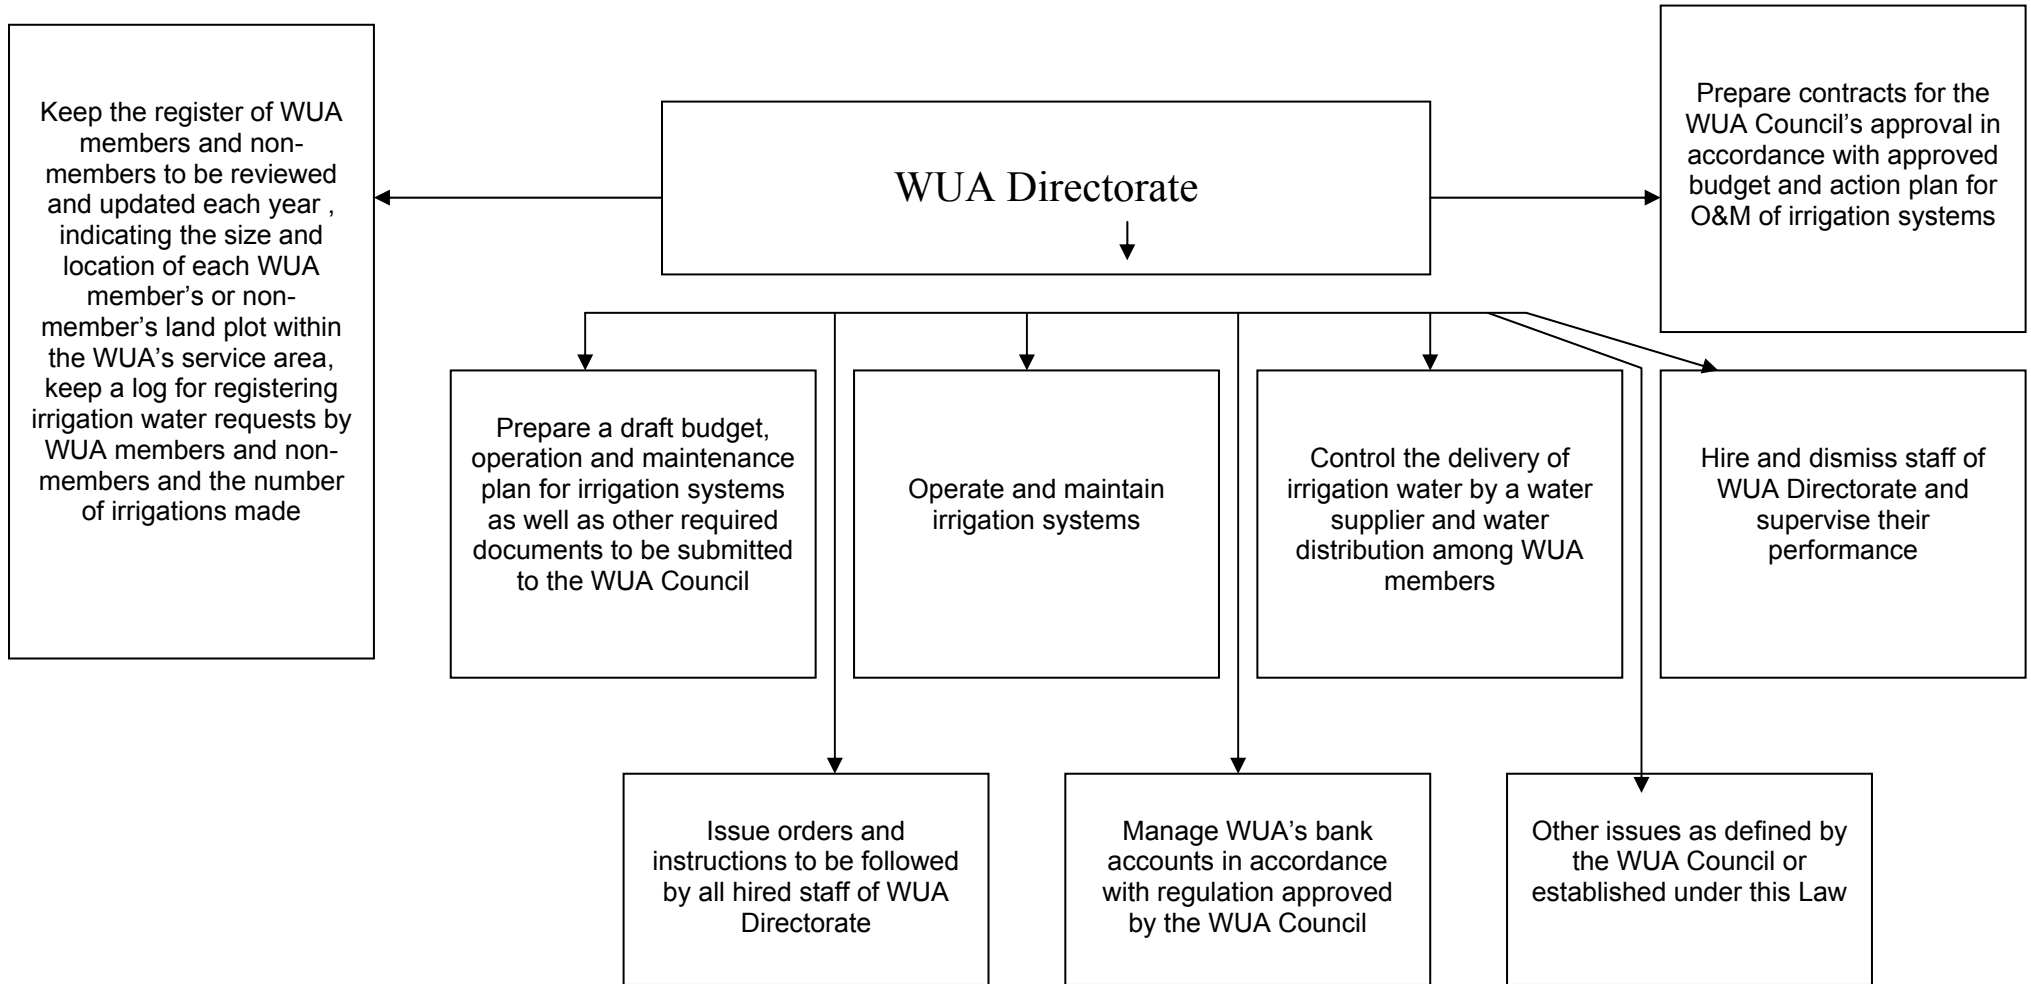 Keep the register of WUA
members and non-
members to be reviewed
and updated each year ,
indicating the size and
location of each WUA
member’s or non-
member’s land plot within
the WUA’s service area,
keep a log for registering
irrigation water requests by
WUA members and non-
members and the number
of irrigations made
WUA Directorate
Prepare contracts for the
WUA Council’s approval in
accordance with approved
budget and action plan for
O&M of irrigation systems
Prepare a draft budget,
operation and maintenance
plan for irrigation systems
as well as other required
documents to be submitted
to the WUA Council
Operate and maintain
irrigation systems
Control the delivery of
irrigation water by a water
supplier and water
distribution among WUA
members
Hire and dismiss staff of
WUA Directorate and
supervise their
performance
Issue orders and
instructions to be followed
by all hired staff of WUA
Directorate
Manage WUA’s bank
accounts in accordance
with regulation approved
by the WUA Council
Other issues as defined by
the WUA Council or
established under this Law